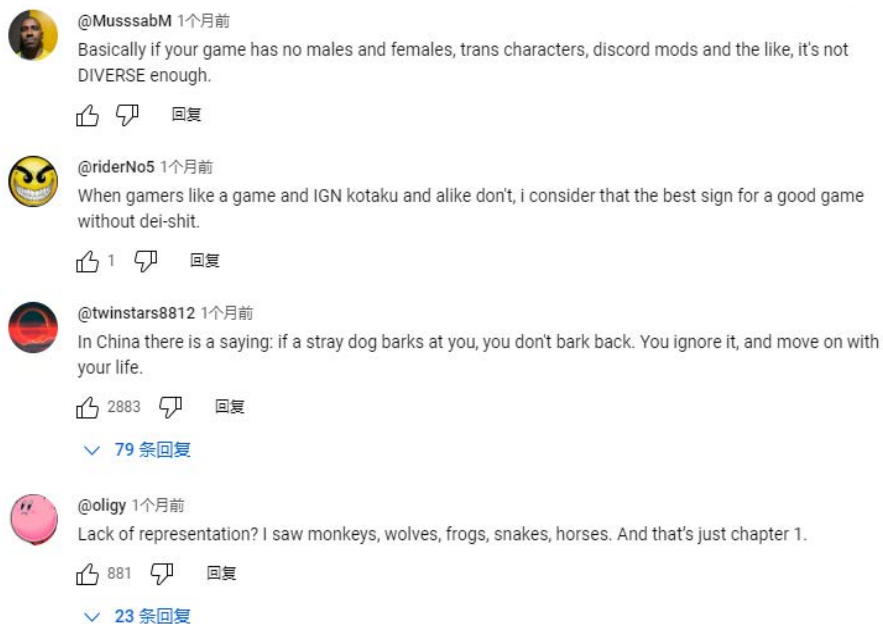 @MusssabM 1个月前
Basically if your game has no males and females, trans characters, discord mods and the like, it's not
DIVERSE enough.
回复
@riderNo5 1个月前
When gamers like a game and IGN kotaku and alike don't, i consider that the best sign for a good game
without dei-shit.
1 回复
@twinstars8812 1个月前
In China there is a saying: if a stray dog barks at you, you don't bark back. You ignore it, and move on with
your life.
2883 回复
79 条回复
@oligy 1个月前
Lack of representation? I saw monkeys, wolves, frogs, snakes, horses. And that's just chapter 1.
881 回复
23 条回复